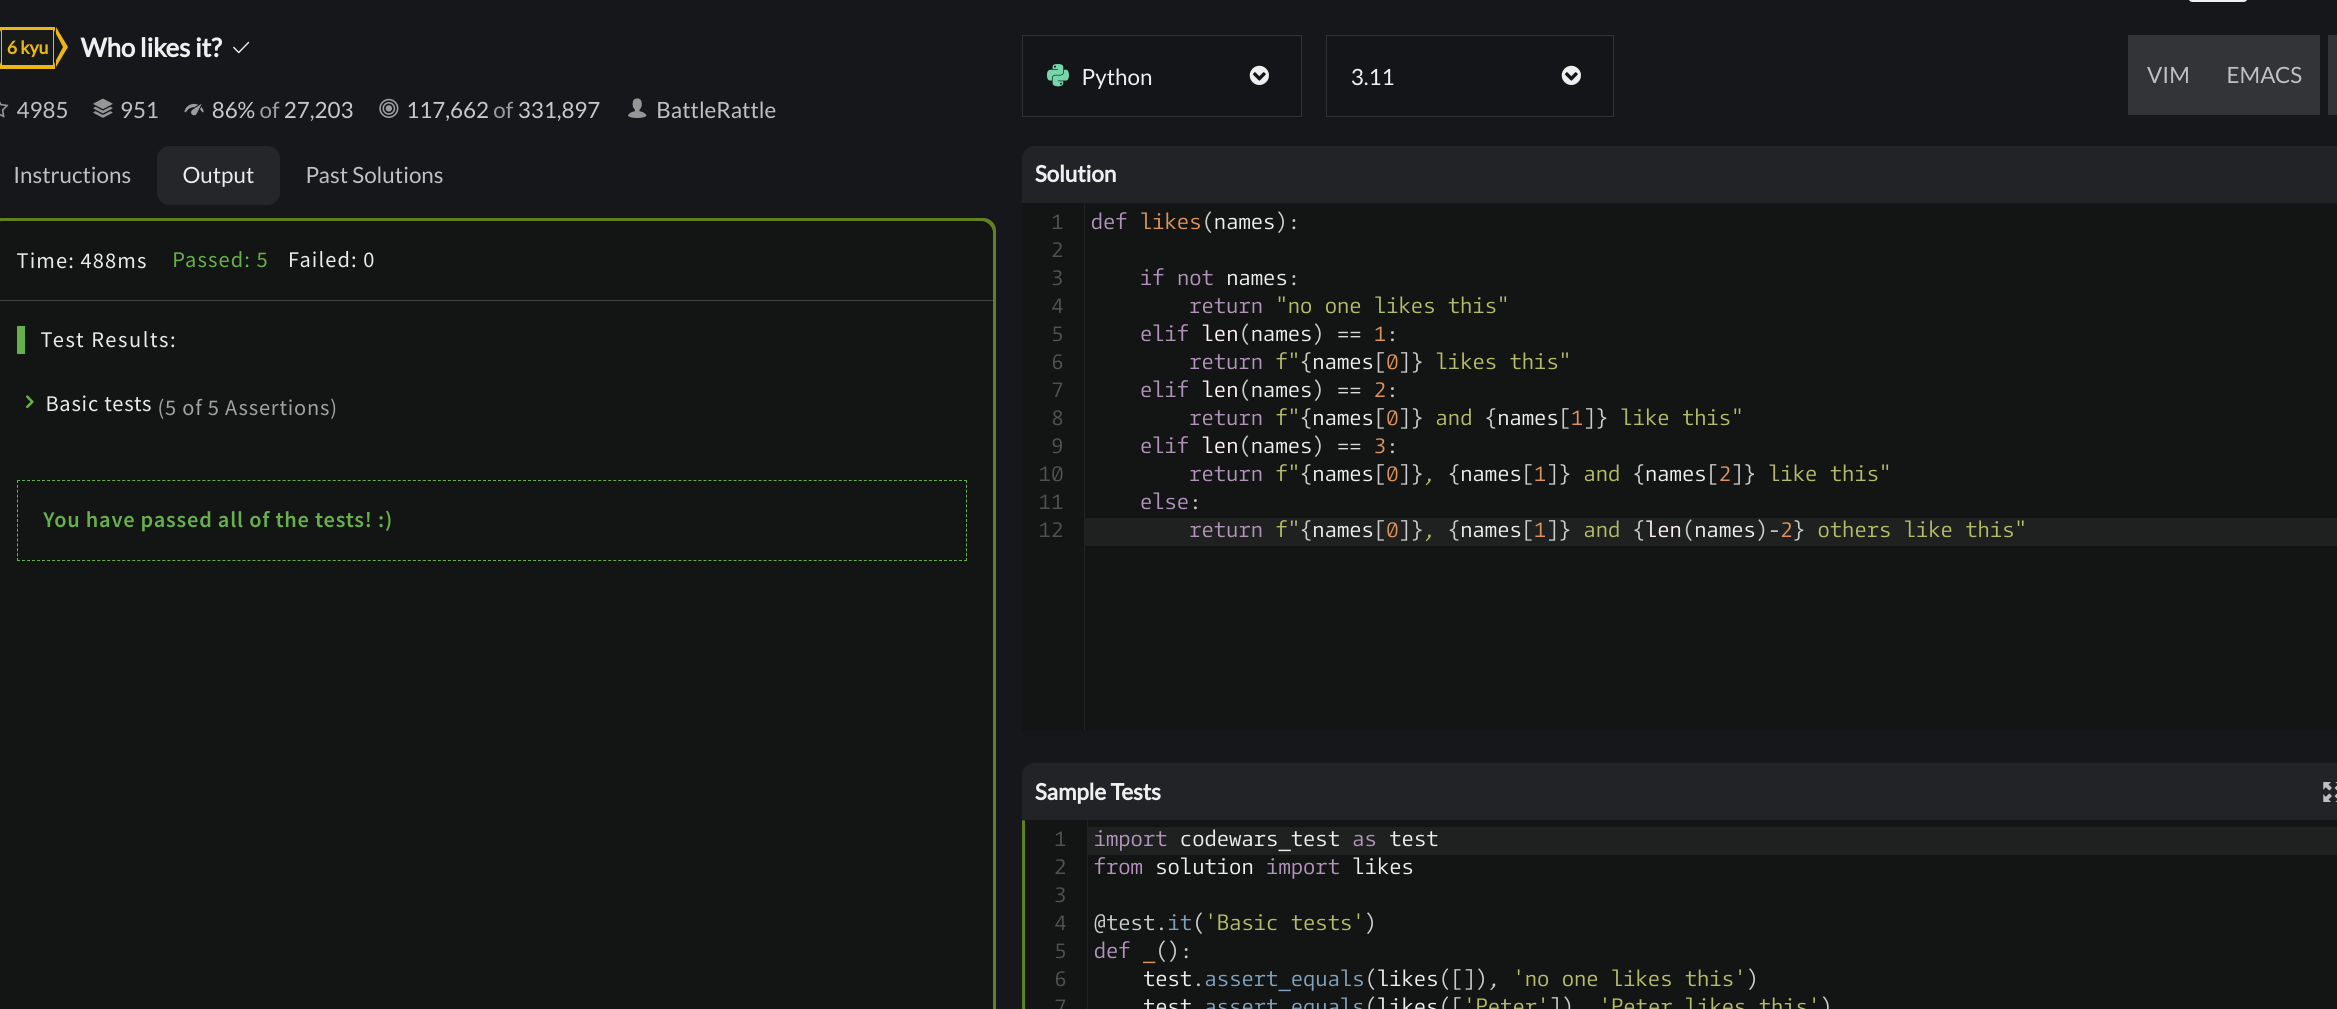 6 kyu Who likes it?
4985 951 86% of 27,203 117,662 of 331,897 BattleRattle
Instructions Output Past Solutions
Time: 488ms Passed: 5 Failed: 0
Test Results:
Basic tests (5 of 5 Assertions)
You have passed all of the tests! :)
Python 3.11 VIM EMACS
Solution
1 def likes(names):
2
3     if not names:
4         return "no one likes this"
5     elif len(names) == 1:
6         return f"{names[0]} likes this"
7     elif len(names) == 2:
8         return f"{names[0]} and {names[1]} like this"
9     elif len(names) == 3:
10         return f"{names[0]}, {names[1]} and {names[2]} like this"
11     else:
12         return f"{names[0]}, {names[1]} and {len(names)-2} others like this"
Sample Tests
1 import codewars_test as test
2 from solution import likes
3
4 @test.it('Basic tests')
5 def _():
6     test.assert_equals(likes([]), 'no one likes this')
7     test.assert_equals(likes(['Peter']), 'Peter likes this')